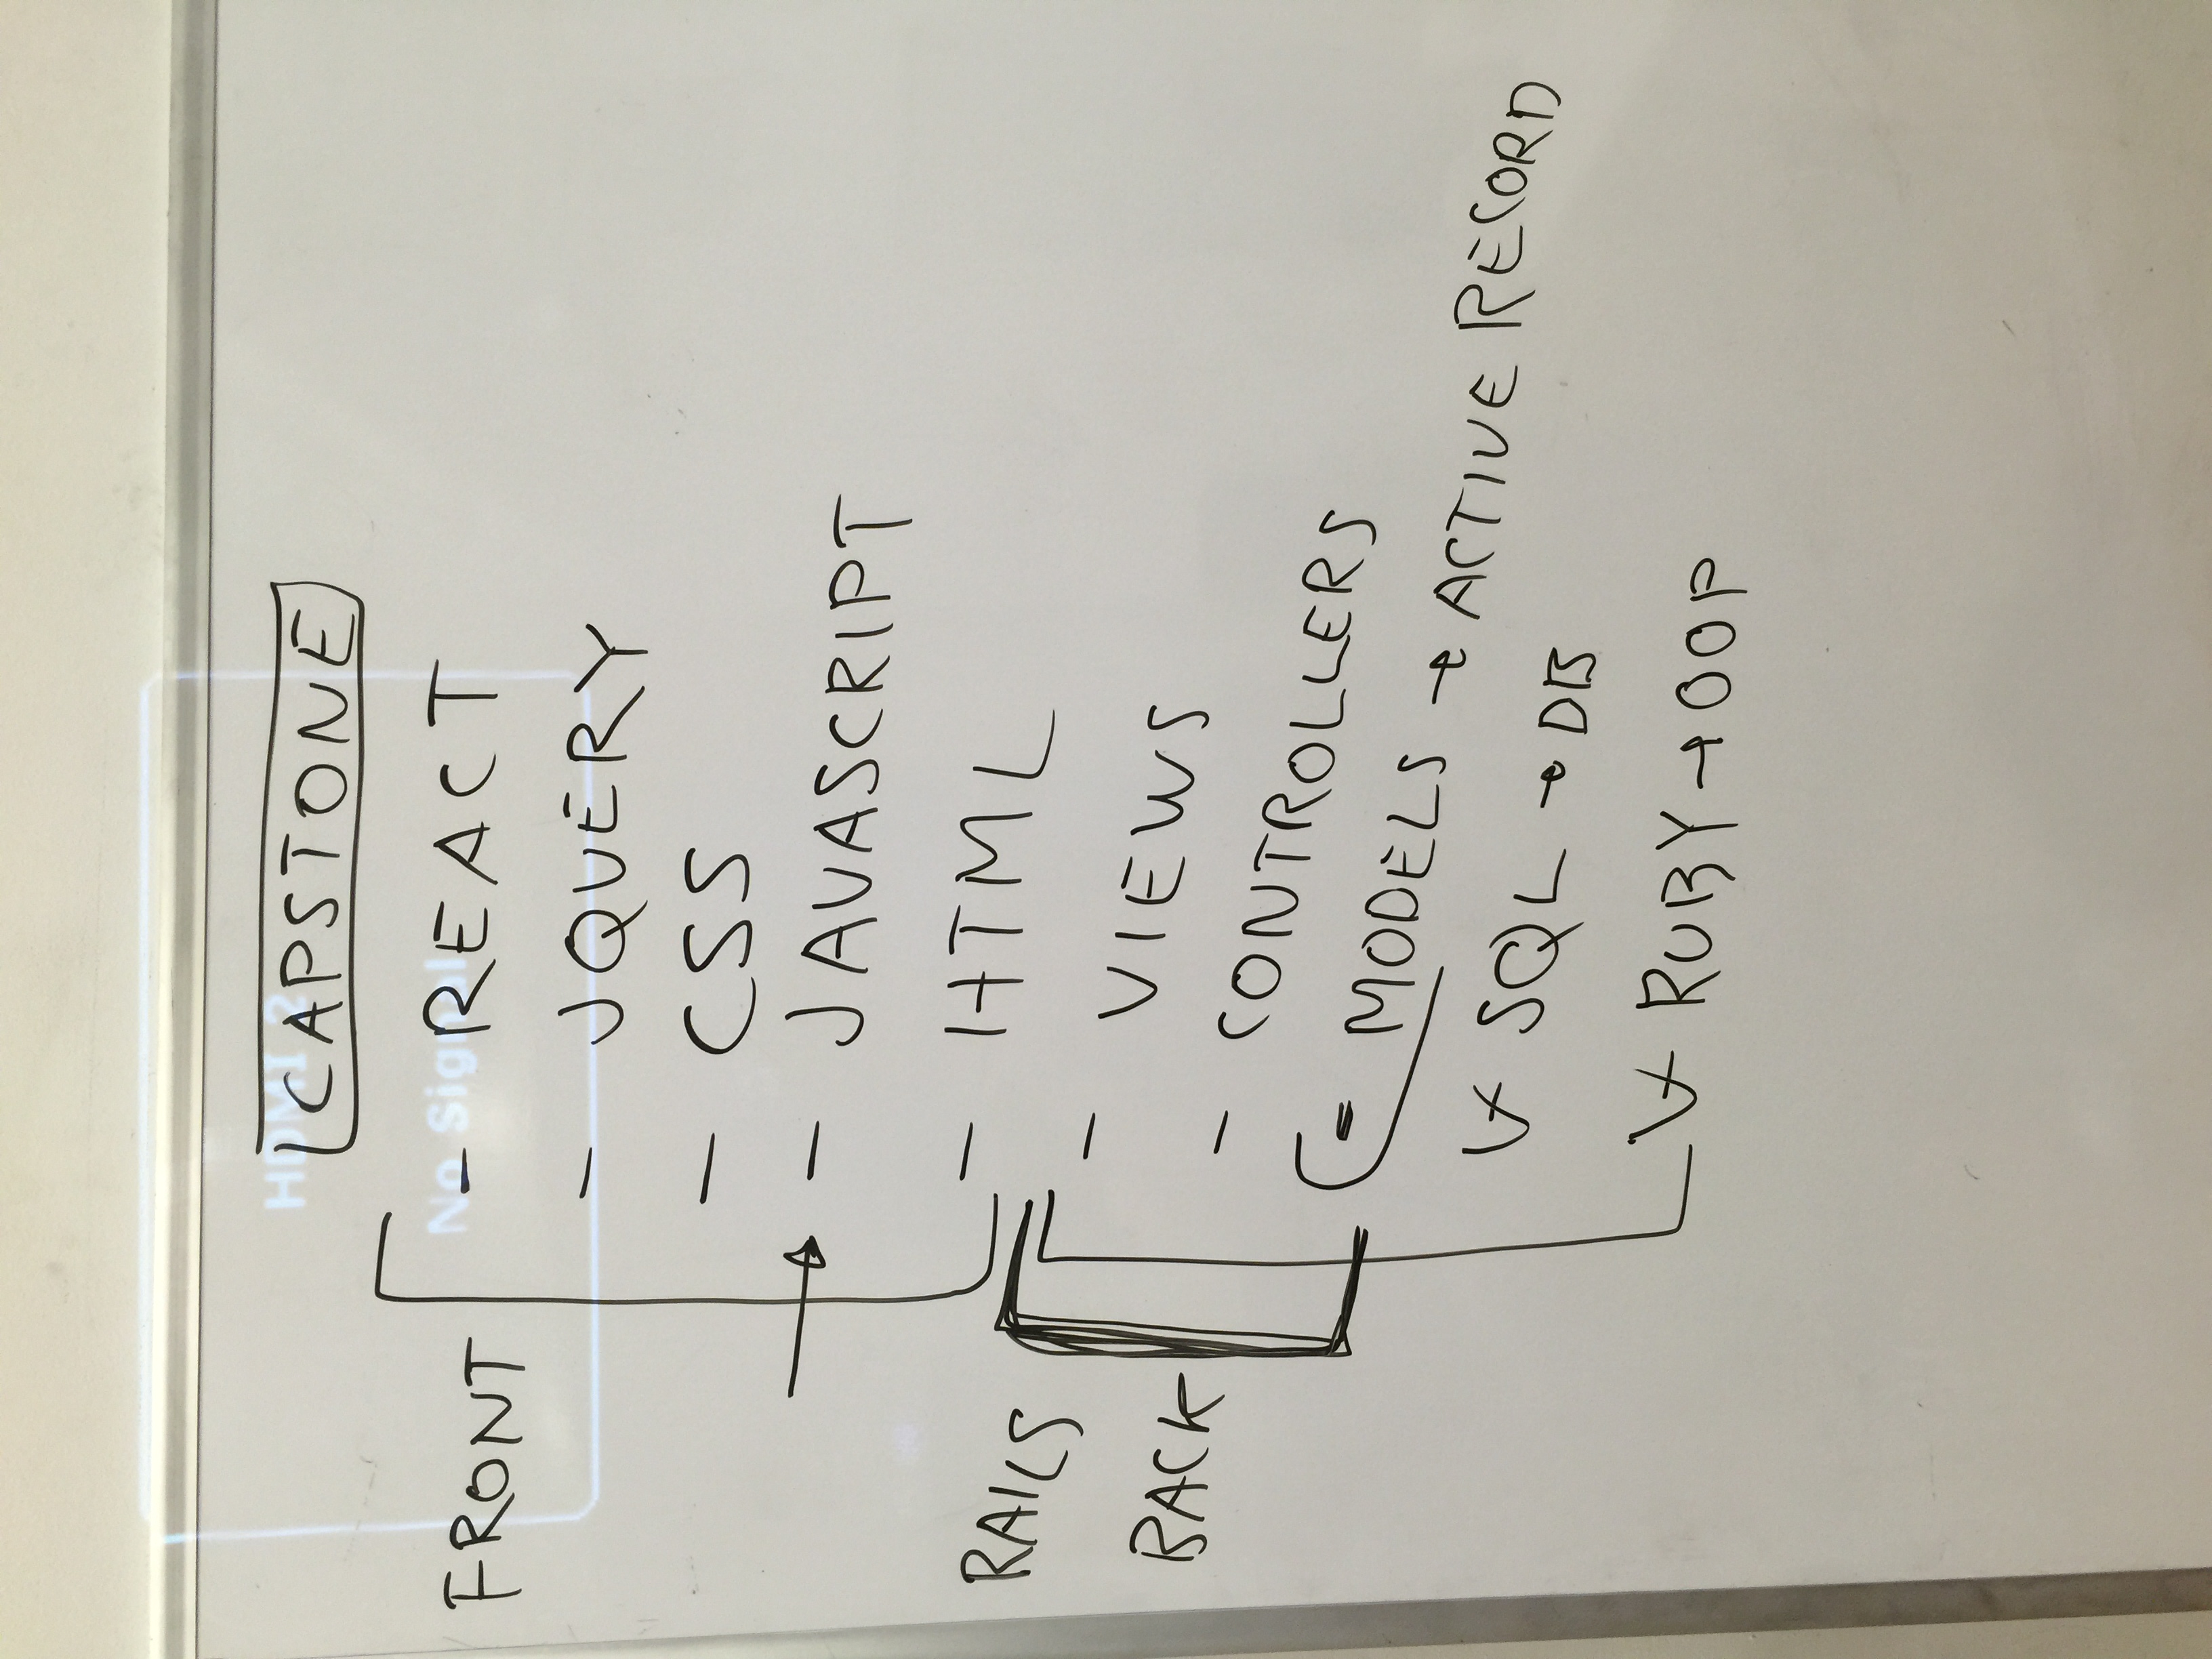 HDMI 2
CAPSTONE
No Signal
FRONT
- REACT
- JQUERY
- CSS
→ - JAVASCRIPT
- HTML
RAILS
BACK
- VIEWS
- CONTROLLERS
- MODELS → ACTIVE RECORD
SQL → DB
RUBY → OOP